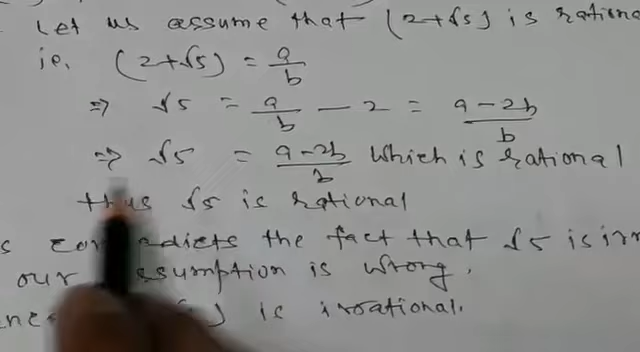 Let us assume that (2+√5) is rationa
ie, (2+√5) = a/b
⇒ √5 = a/b - 2 = a-2b/b
⇒ √5 = a-2b/b which is rational
thus √5 is rational
the fact that √5 is irr
our assumption is wrong,
is irrational.